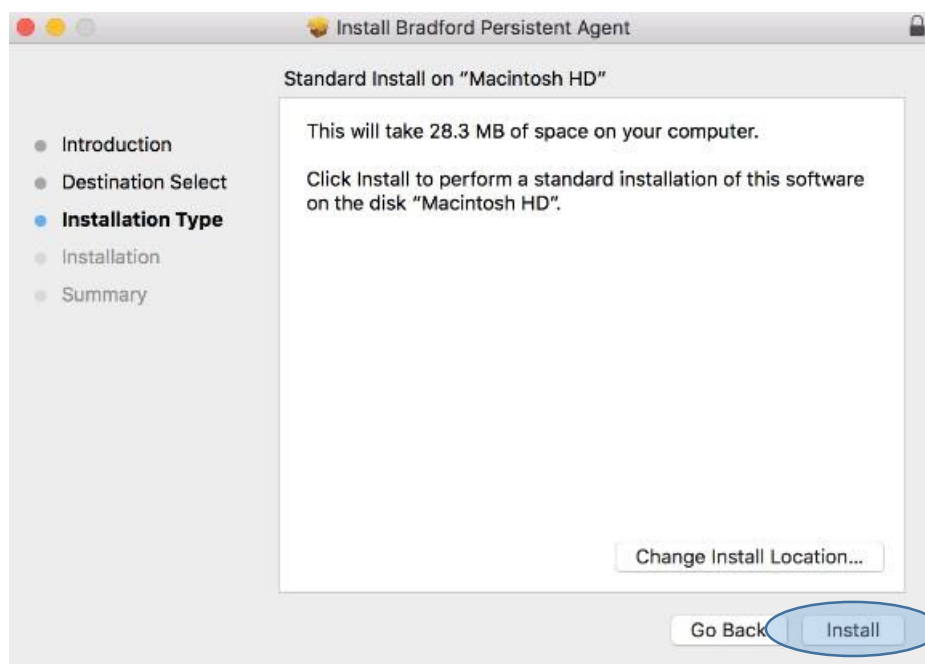 Install Bradford Persistent Agent
Standard Install on “Macintosh HD”
Introduction
Destination Select
Installation Type
Installation
Summary
This will take 28.3 MB of space on your computer.
Click Install to perform a standard installation of this software
on the disk “Macintosh HD”.
Change Install Location...
Go Back
Install